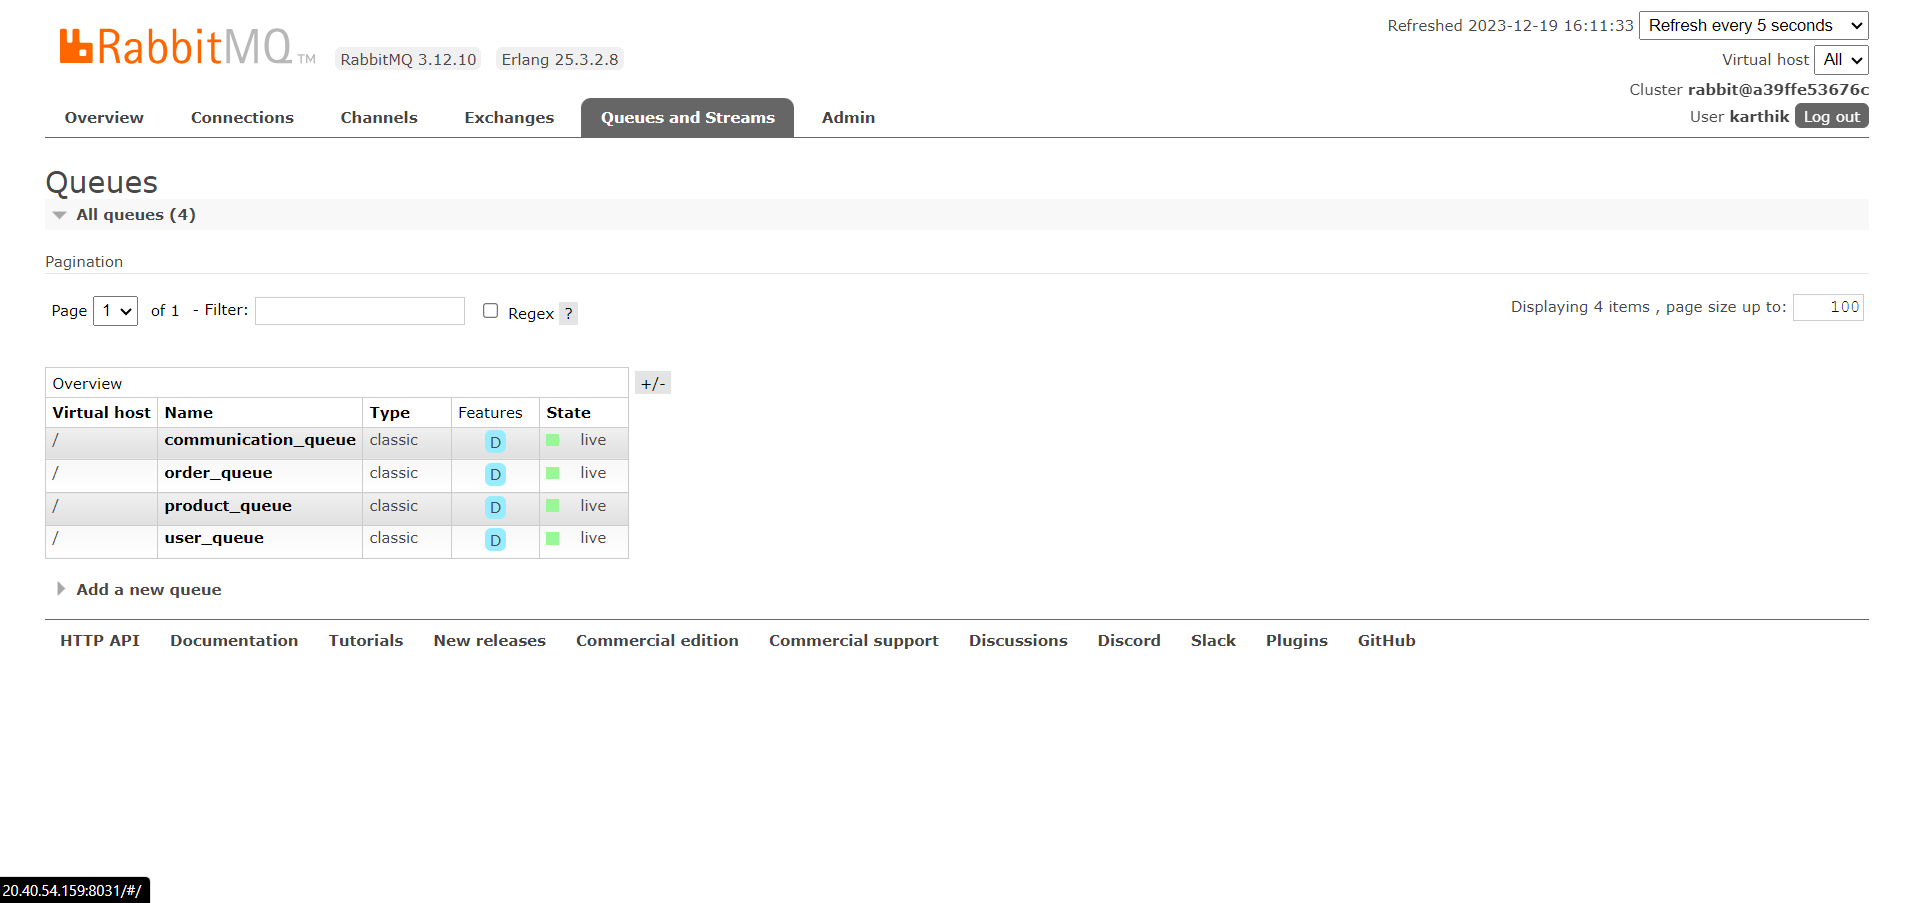 RabbitMQ TM RabbitMQ 3.12.10 Erlang 25.3.2.8
Refreshed 2023-12-19 16:11:33 Refresh every 5 seconds
Virtual host All
Cluster rabbit@a39ffe53676c
User karthik Log out
Overview Connections Channels Exchanges Queues and Streams Admin
Queues
All queues (4)
Pagination
Page 1 of 1 - Filter: Regex ? Displaying 4 items , page size up to: 100
Overview +/-
Virtual host Name Type Features State
/ communication_queue classic D live
/ order_queue classic D live
/ product_queue classic D live
/ user_queue classic D live
Add a new queue
HTTP API Documentation Tutorials New releases Commercial edition Commercial support Discussions Discord Slack Plugins GitHub
20.40.54.159:8031/#/